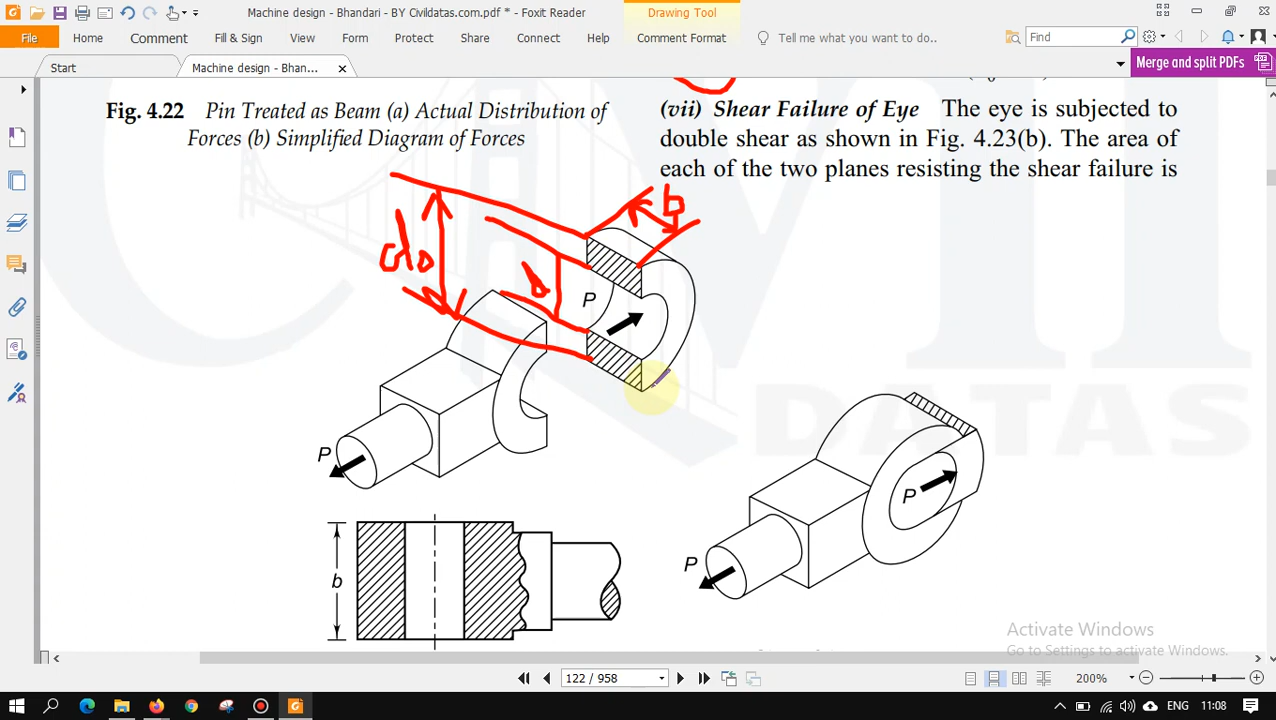 Machine design - Bhandari - BY Civildatas.com.pdf * - Foxit Reader
Drawing Tool
File
Home
Comment
Fill & Sign
View
Form
Protect
Share
Connect
Help
Comment Format
Tell me what you want to do..
Find
Start
Machine design - Bhan...
Merge and split PDFs
Fig. 4.22 Pin Treated as Beam (a) Actual Distribution of
Forces (b) Simplified Diagram of Forces
(vii) Shear Failure of Eye The eye is subjected to
double shear as shown in Fig. 4.23(b). The area of
each of the two planes resisting the shear failure is
CIVIL
DATAS
b
do
d
P
P
P
P
b
Activate Windows
Go to Settings to activate Windows.
122 / 958
200%
ENG
11:08